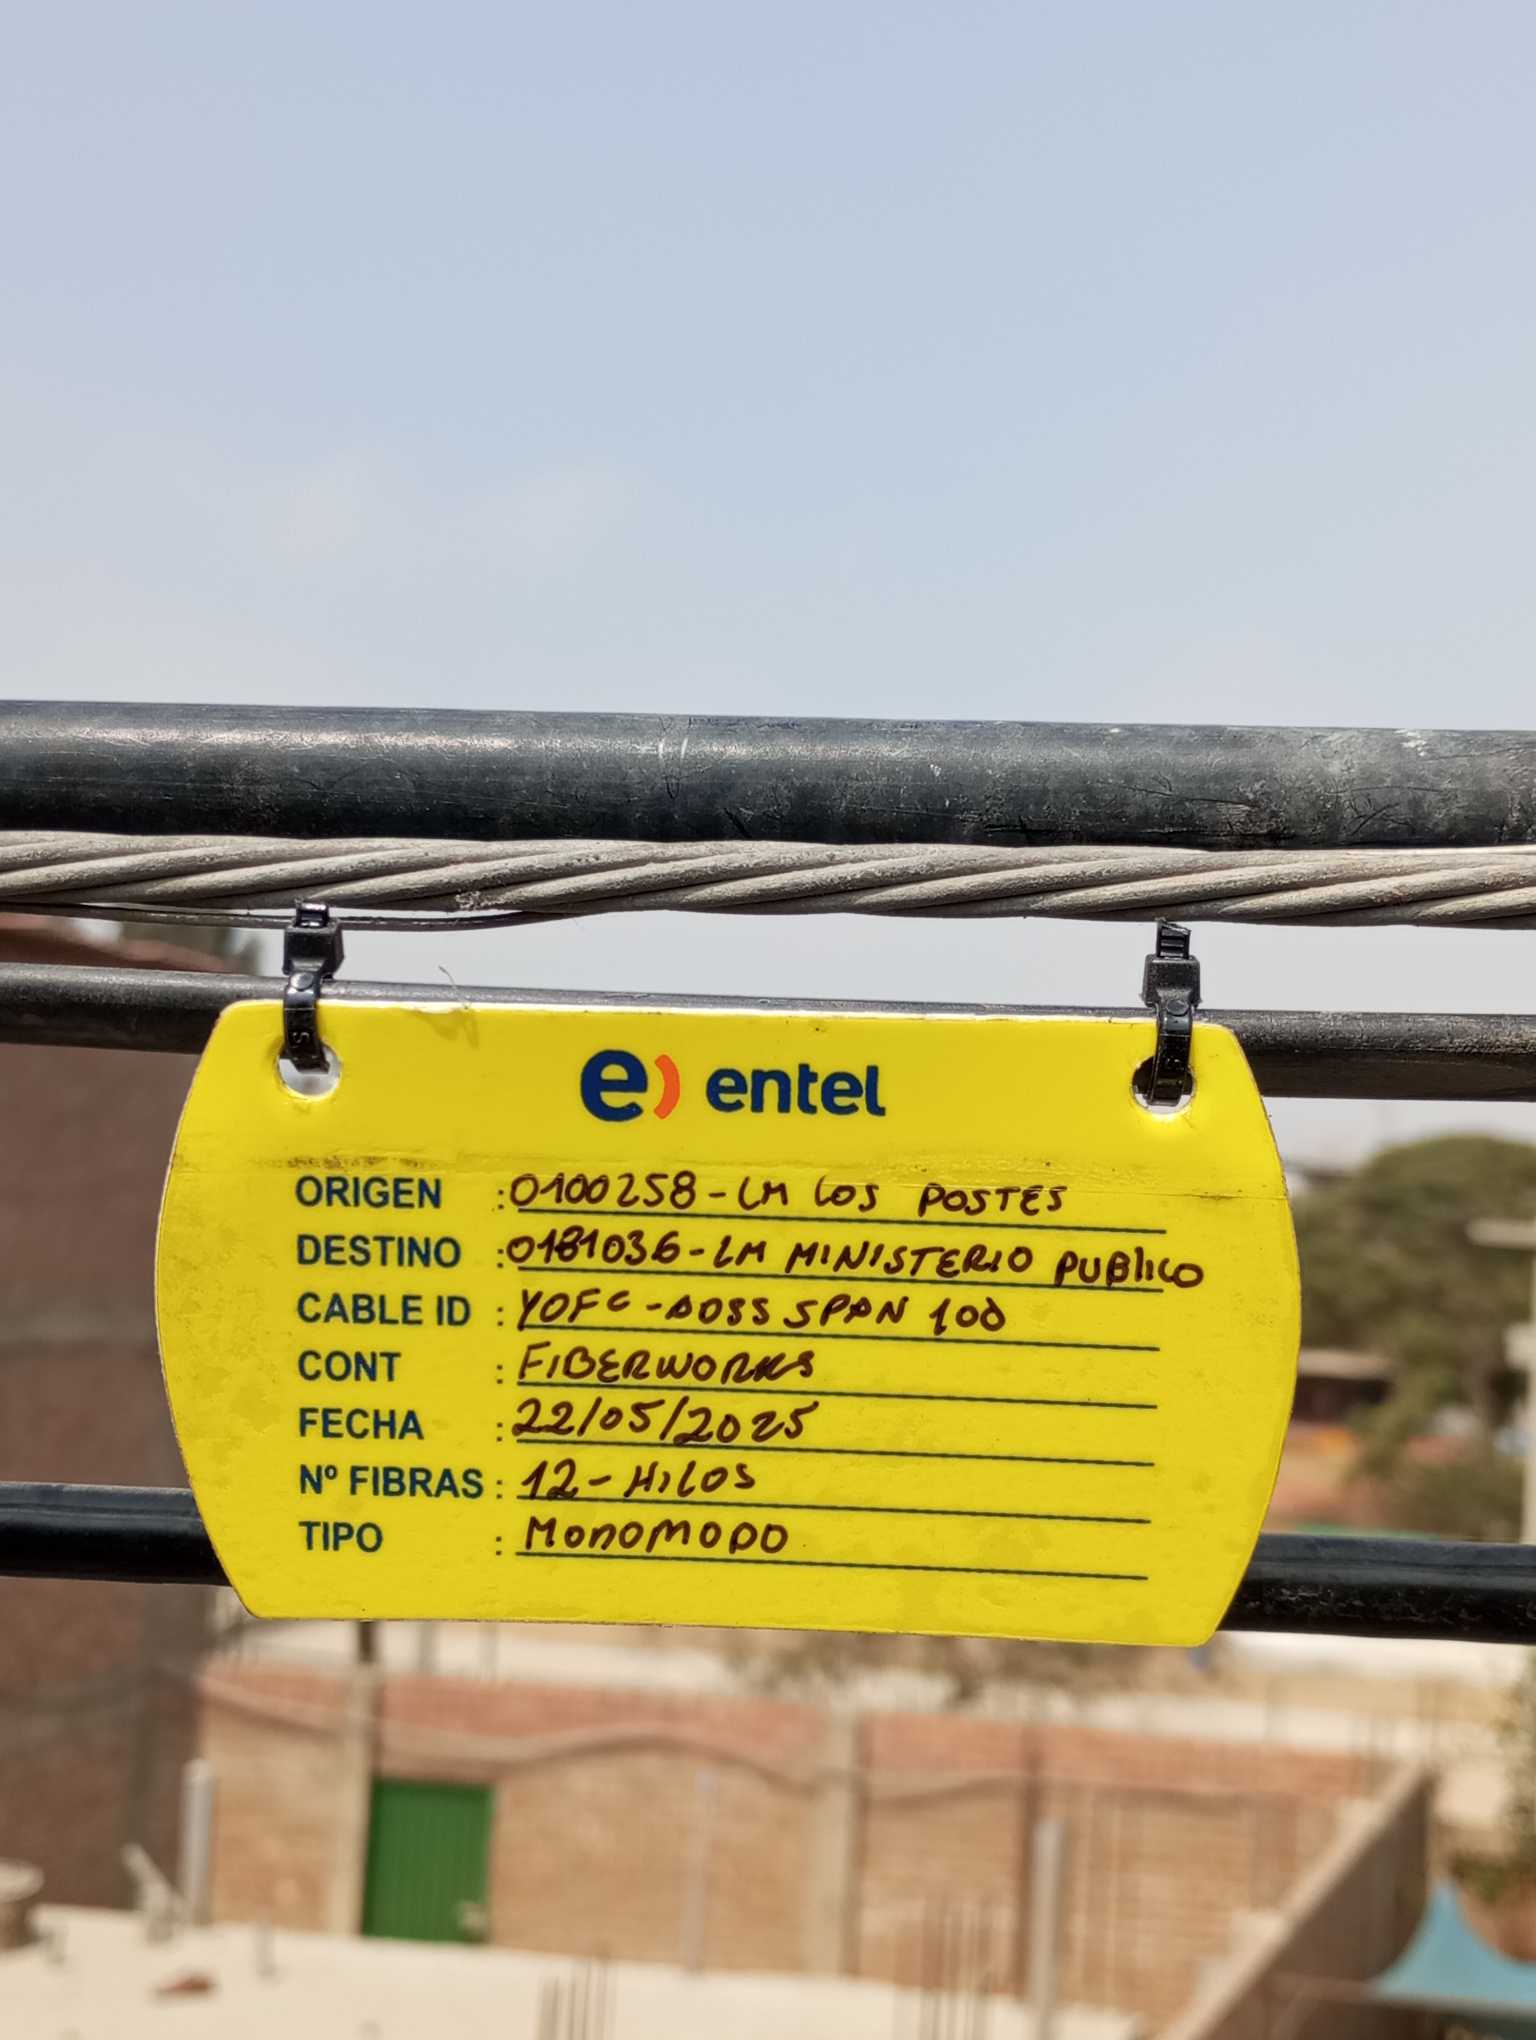 e) entel
ORIGEN : 0100258 - LM LOS POSTES
DESTINO : 0181036 - LM MINISTERIO PUBlICO
CABLE ID : YOFC - ADSS SPAN 100
CONT : FIBERWORKS
FECHA : 22/05/2025
Nº FIBRAS : 12 - HILOS
TIPO : MONOMODO